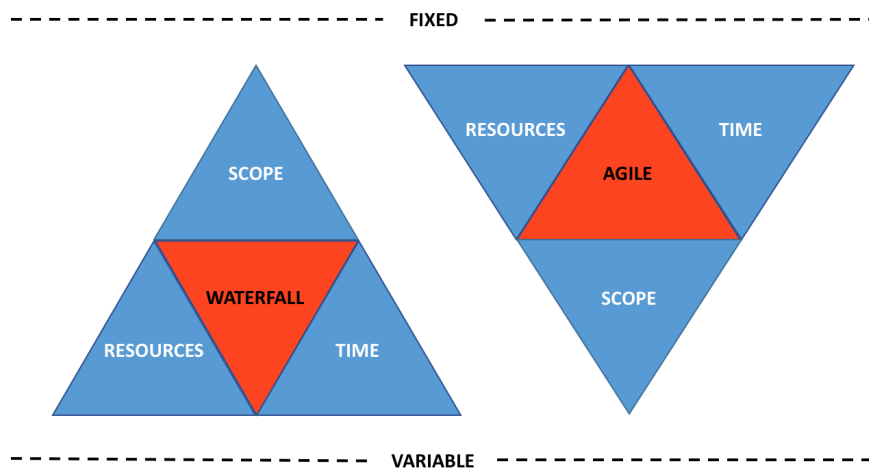 FIXED
SCOPE
WATERFALL
RESOURCES
TIME
RESOURCES
TIME
AGILE
SCOPE
VARIABLE